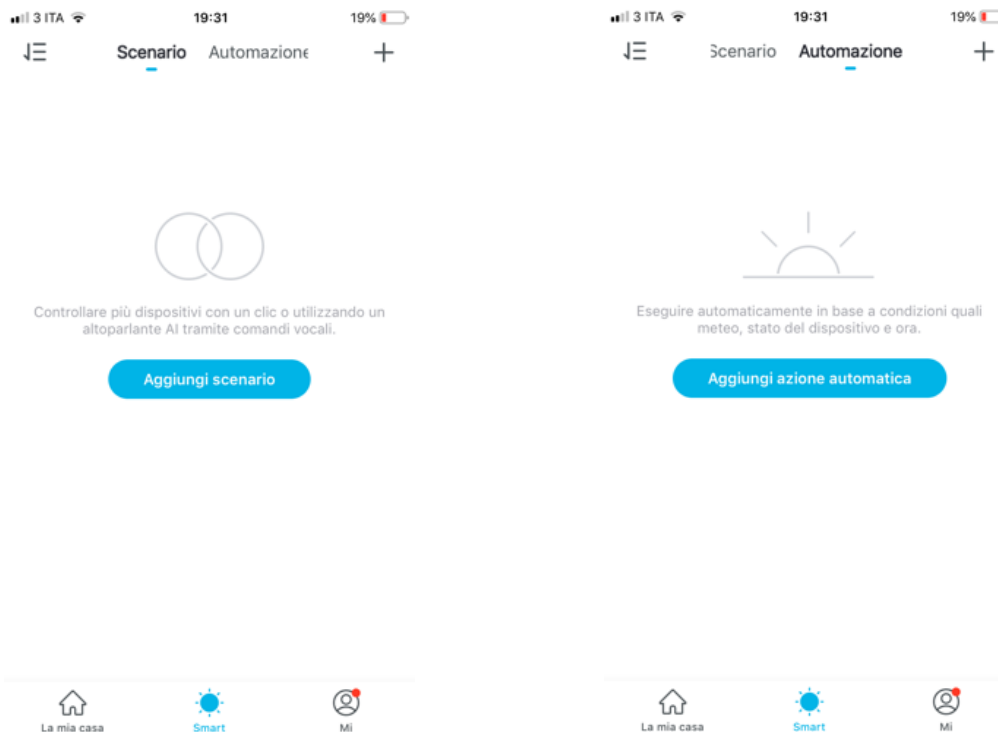 3 ITA 19:31 19%
Scenario Automazione
Controllare più dispositivi con un clic o utilizzando un
altoparlante AI tramite comandi vocali.
Aggiungi scenario
La mia casa Smart Mi
3 ITA 19:31 19%
Scenario Automazione
Eseguire automaticamente in base a condizioni quali
meteo, stato del dispositivo e ora.
Aggiungi azione automatica
La mia casa Smart Mi